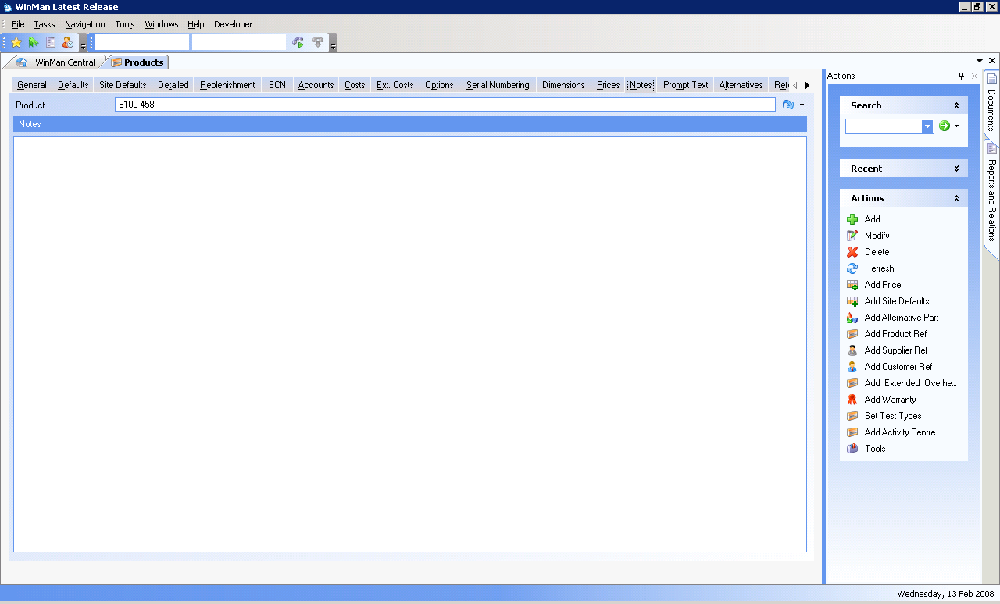 WinMan Latest Release
File Tasks Navigation Tools Windows Help Developer
WinMan Central Products
General Defaults Site Defaults Detailed Replenishment ECN Accounts Costs Ext. Costs Options Serial Numbering Dimensions Prices Notes Prompt Text Alternatives
Product 9100-458
Notes
Actions
Search
Recent
Actions
Add
Modify
Delete
Refresh
Add Price
Add Site Defaults
Add Alternative Part
Add Product Ref
Add Supplier Ref
Add Customer Ref
Add Extended Overhe...
Add Warranty
Set Test Types
Add Activity Centre
Tools
Documents
Reports and Relations
Wednesday, 13 Feb 2008